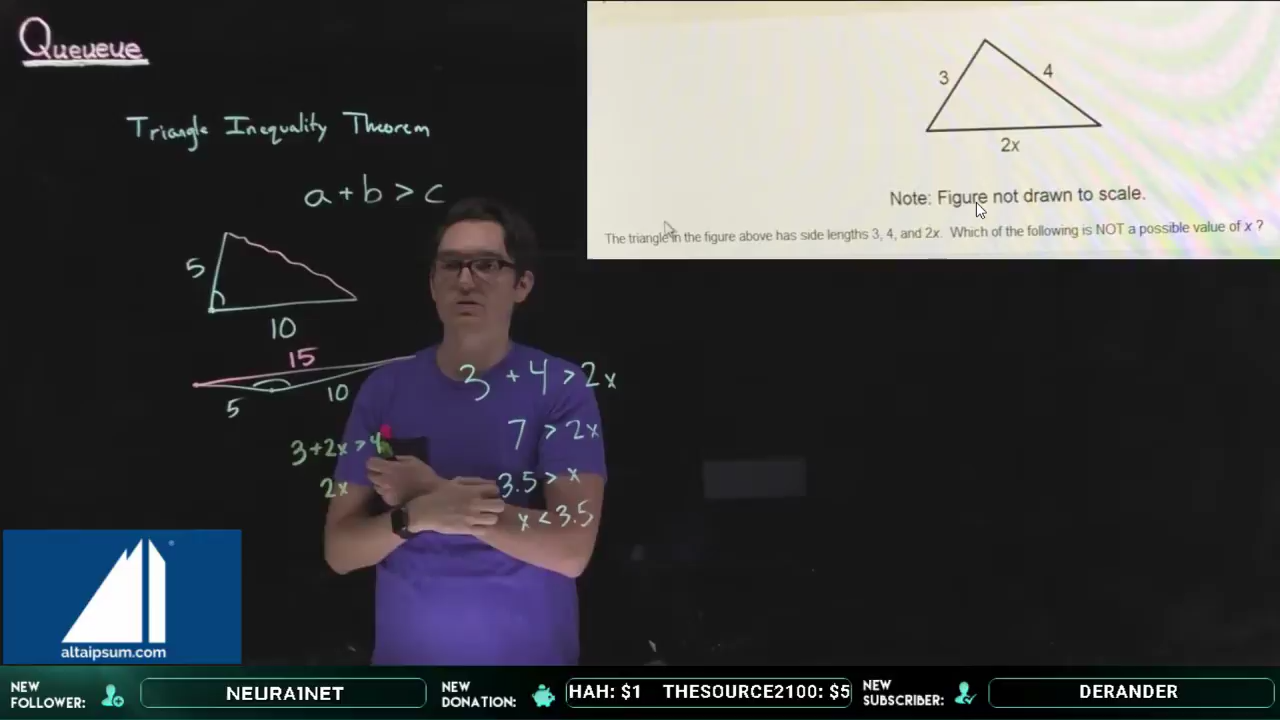 Queueue
Triangle Inequality Theorem
a + b > c
5
10
15
5
10
3+2x > 4
2x
3 + 4 > 2x
7 > 2x
3.5 > x
x < 3.5
3
4
2x
Note: Figure not drawn to scale.
The triangle in the figure above has side lengths 3, 4, and 2x. Which of the following is NOT a possible value of x ?
altaipsum.com
NEW FOLLOWER:
NEURA1NET
NEW DONATION:
HAH: $1 THESOURCE2100: $5
NEW SUBSCRIBER:
DERANDER